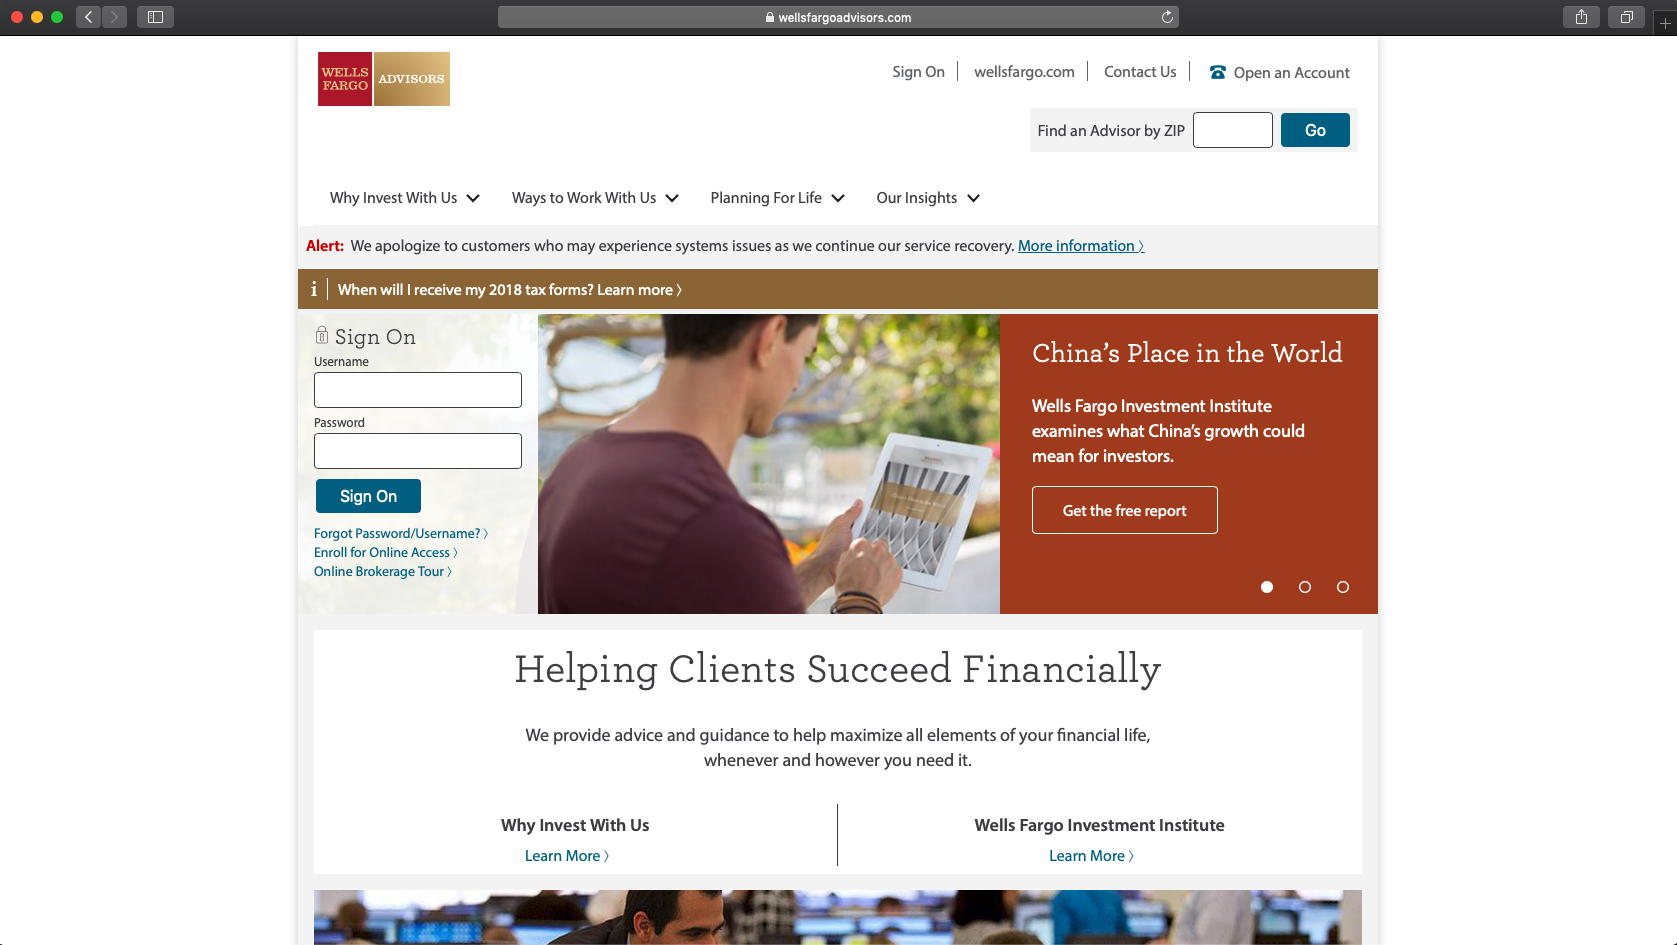 wellsfargoadvisors.com
WELLS
FARGO
ADVISORS
Sign On
wellsfargo.com
Contact Us
Open an Account
Find an Advisor by ZIP
Go
Why Invest With Us
Ways to Work With Us
Planning For Life
Our Insights
Alert: We apologize to customers who may experience systems issues as we continue our service recovery. More information 〉
i When will I receive my 2018 tax forms? Learn more 〉
Sign On
Username
Password
Sign On
Forgot Password/Username? 〉
Enroll for Online Access 〉
Online Brokerage Tour 〉
China’s Place in the World
Wells Fargo Investment Institute
examines what China’s growth could
mean for investors.
Get the free report
Helping Clients Succeed Financially
We provide advice and guidance to help maximize all elements of your financial life,
whenever and however you need it.
Why Invest With Us
Learn More 〉
Wells Fargo Investment Institute
Learn More 〉